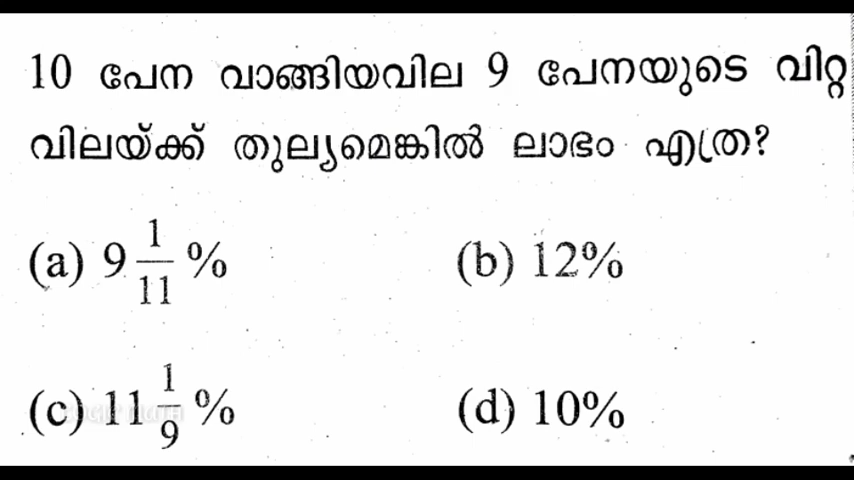 10 പേന വാങ്ങിയവില 9 പേനയുടെ വിറ്റ
വിലയ്ക്ക് തുല്യമെങ്കിൽ ലാഭം എത്ര?
(a) 9 1/11 % (b) 12%
(c) 11 1/9 % (d) 10%